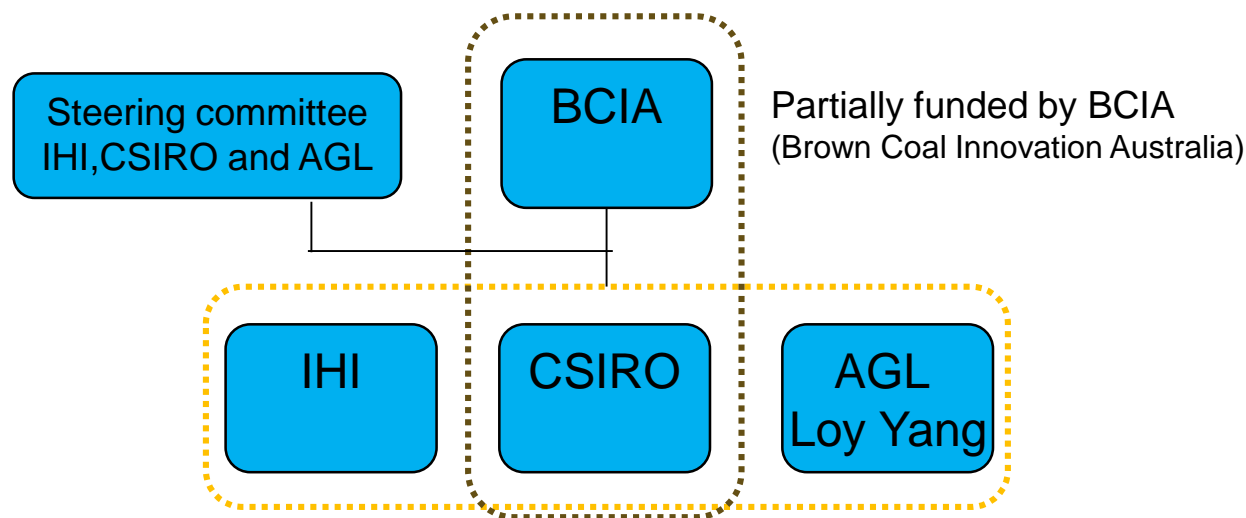 Steering committee
IHI,CSIRO and AGL
BCIA
Partially funded by BCIA
(Brown Coal Innovation Australia)
IHI
CSIRO
AGL
Loy Yang